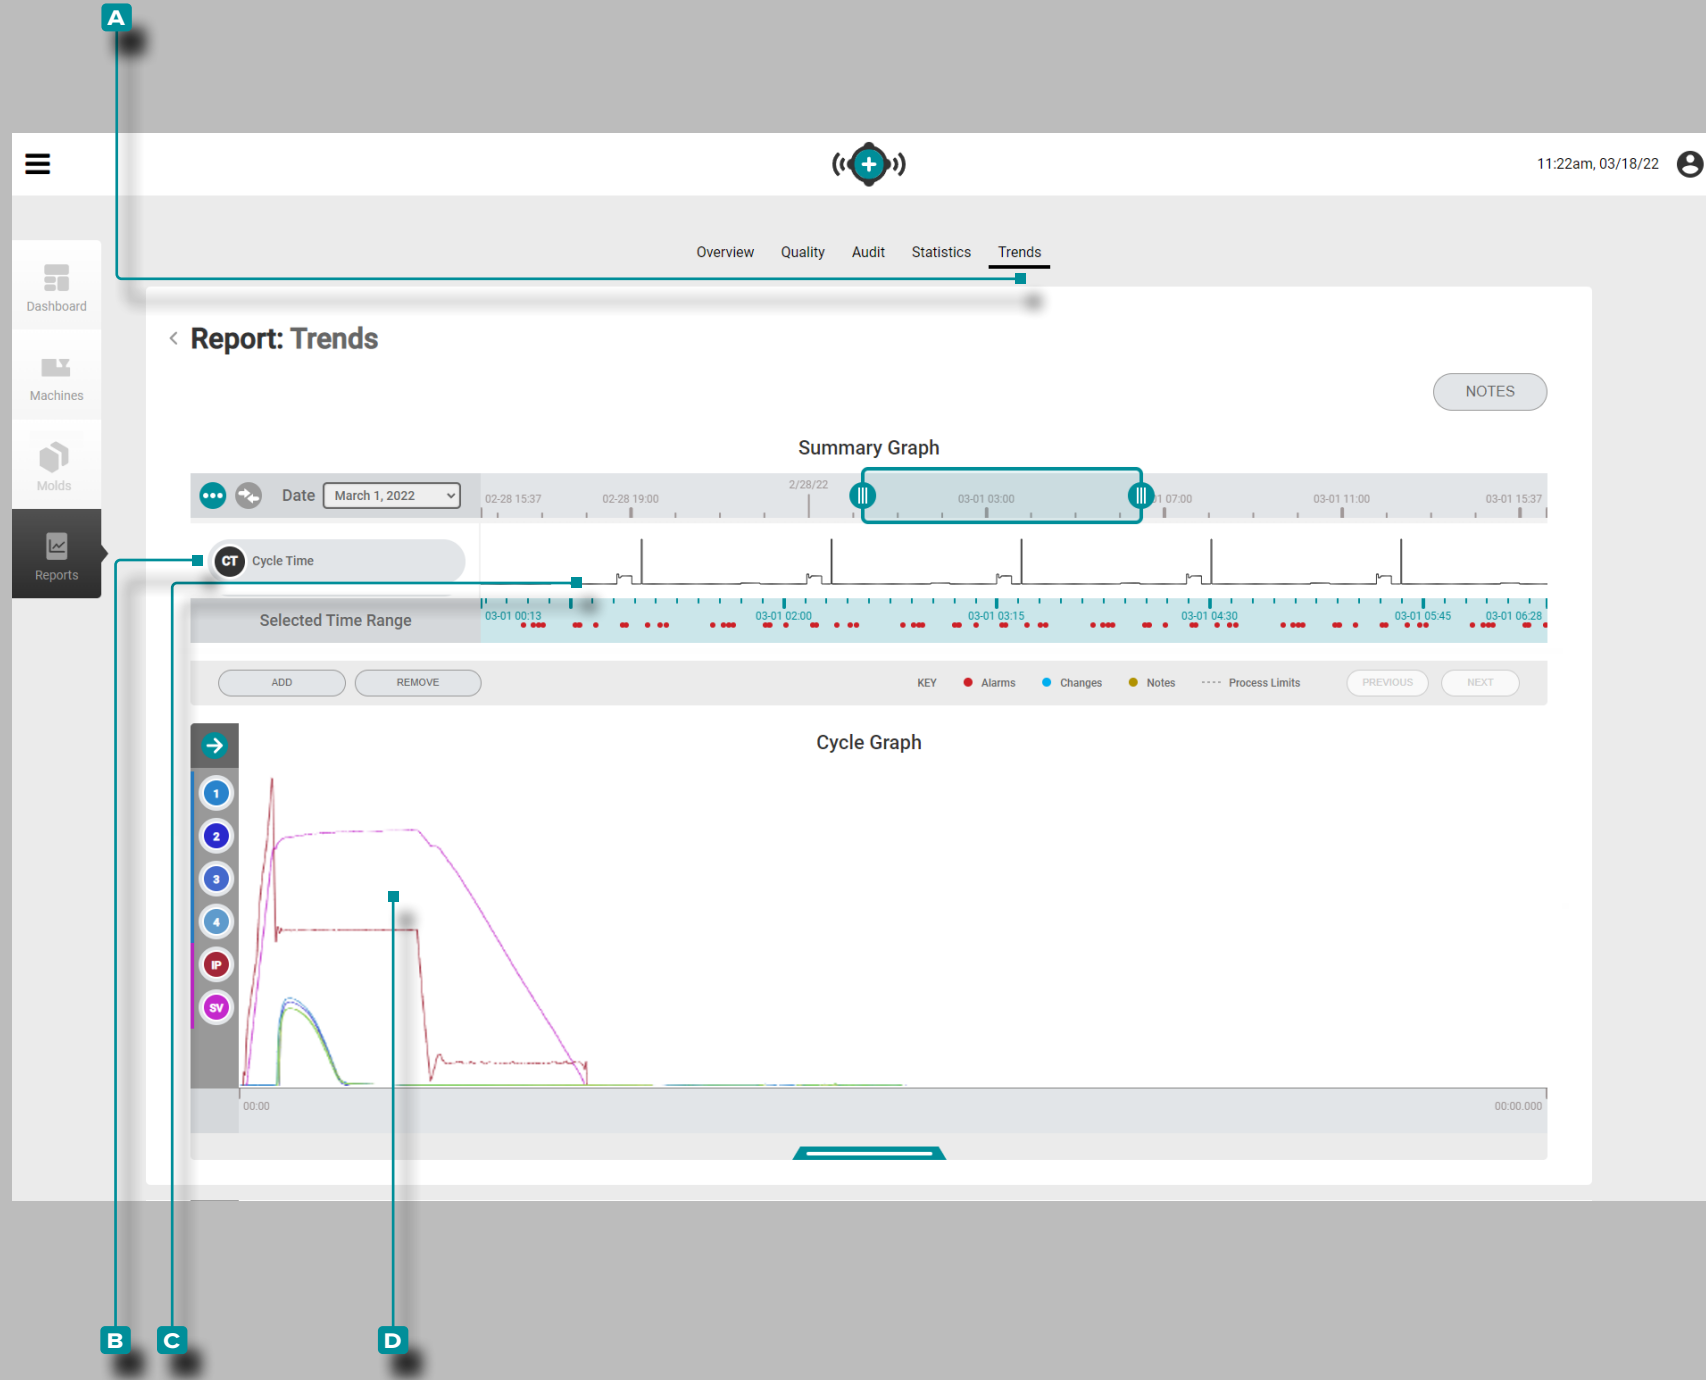 A
11:22am, 03/18/22
Overview Quality Audit Statistics Trends
Dashboard
Machines
Molds
Reports
Report: Trends
NOTES
Summary Graph
Date March 1, 2022
02-28 15:37 02-28 19:00 2/28/22 03-01 03:00 1 07:00 03-01 11:00 03-01 15:37
CT Cycle Time
Selected Time Range
03-01 00:13 03-01 02:00 03-01 03:15 03-01 04:30 03-01 05:45 03-01 06:28
ADD REMOVE KEY Alarms Changes Notes Process Limits PREVIOUS NEXT
Cycle Graph
1
2
3
4
IP
SV
00:00 00:00.000
B C D